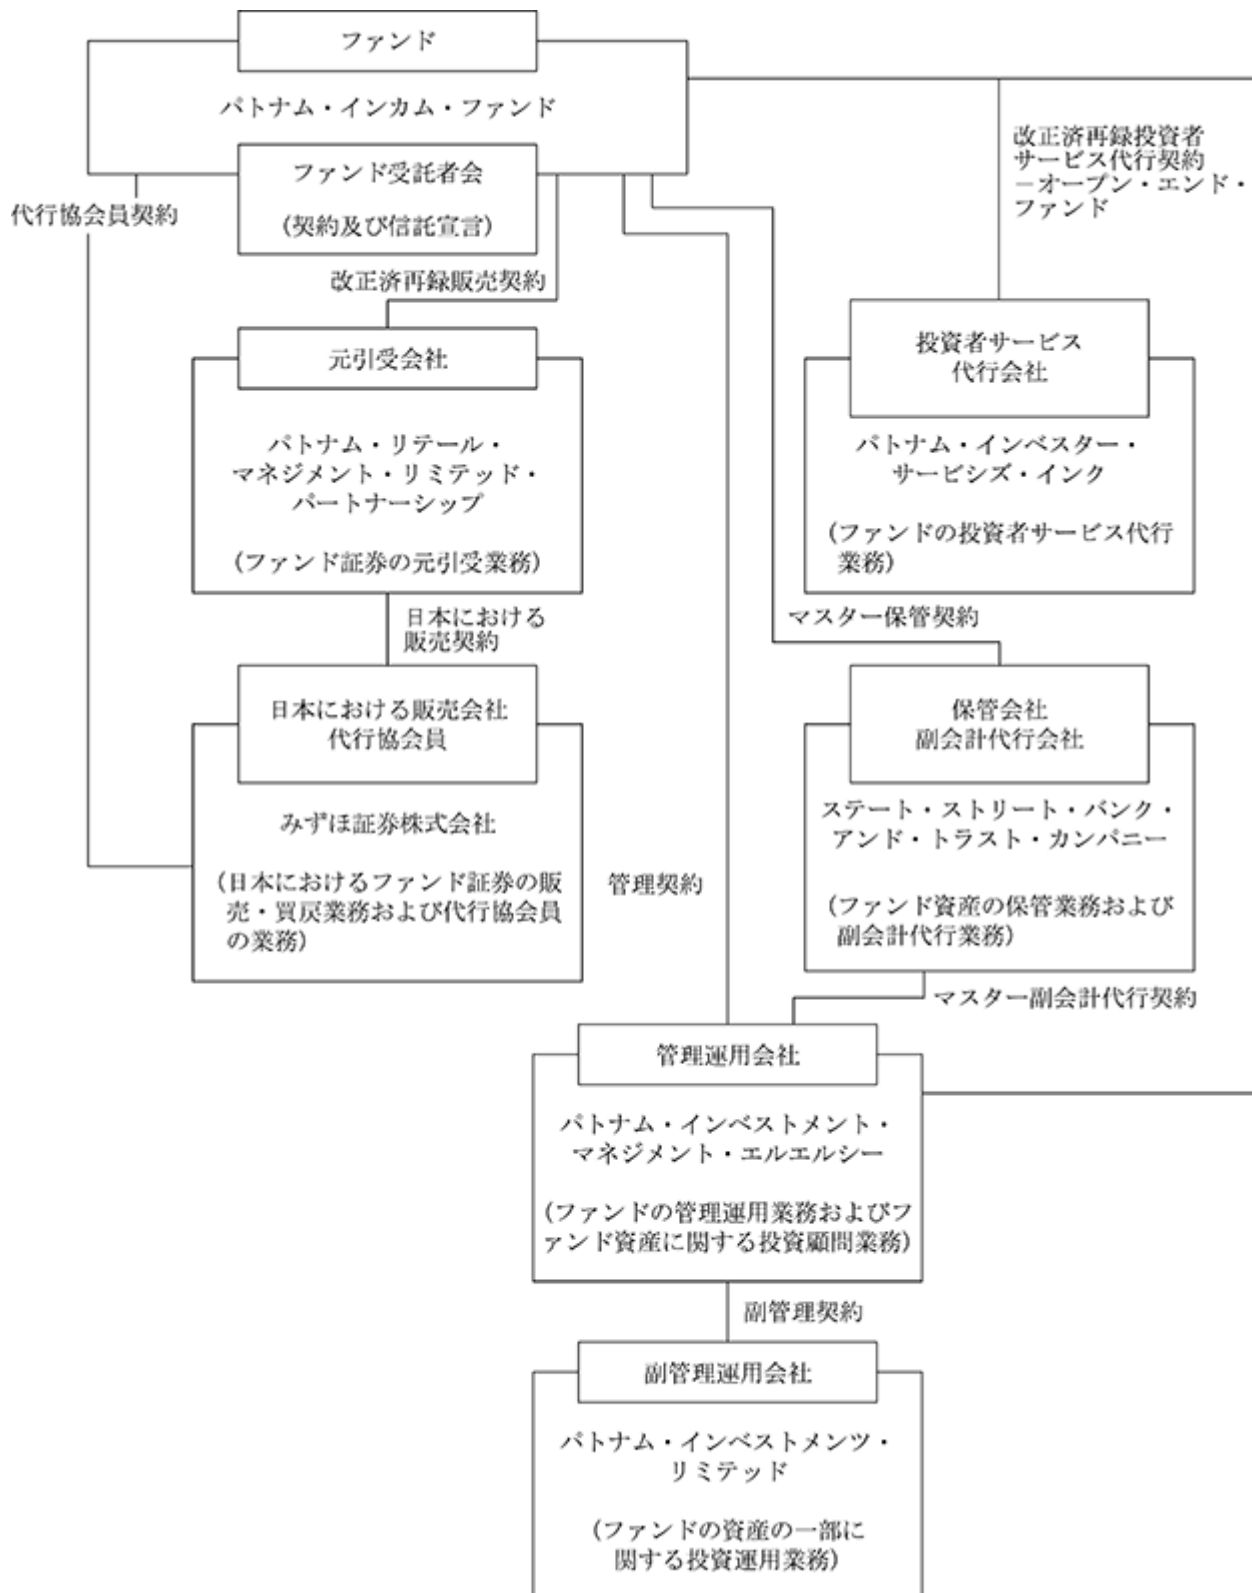 ファンド
パトナム・インカム・ファンド
ファンド受託者会
(契約及び信託宣言)
代行協会員契約
改正済再録投資者
サービス代行契約
－オープン・エンド・
ファンド
改正済再録販売契約
元引受会社
パトナム・リテール・
マネジメント・リミテッド・
パートナーシップ
(ファンド証券の元引受業務)
投資者サービス
代行会社
パトナム・インベスター・
サービシズ・インク
(ファンドの投資者サービス代行
業務)
日本における
販売契約
マスター保管契約
日本における販売会社
代行協会員
みずほ証券株式会社
(日本におけるファンド証券の販
売・買戻業務および代行協会員
の業務)
管理契約
保管会社
副会計代行会社
ステート・ストリート・バンク・
アンド・トラスト・カンパニー
(ファンド資産の保管業務および
副会計代行業務)
マスター副会計代行契約
管理運用会社
パトナム・インベストメント・
マネジメント・エルエルシー
(ファンドの管理運用業務およびフ
ァンド資産に関する投資顧問業務)
副管理契約
副管理運用会社
パトナム・インベストメンツ・
リミテッド
(ファンドの資産の一部に
関する投資運用業務)